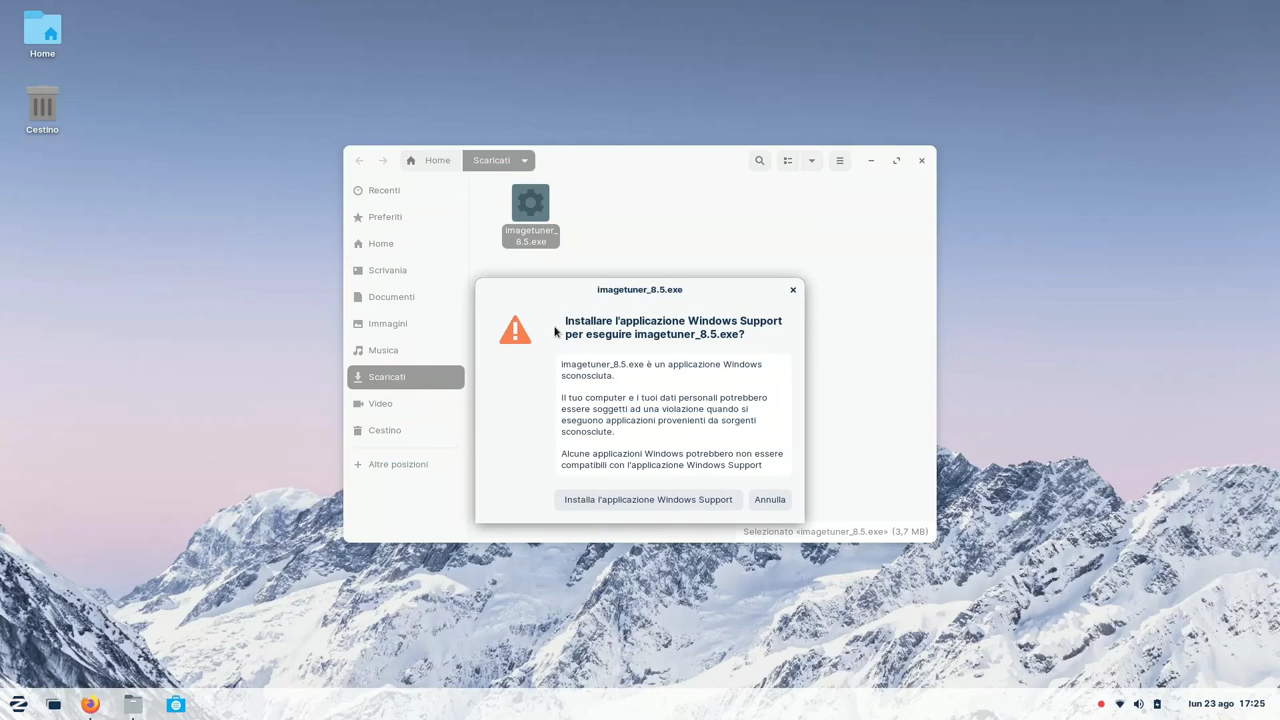 Home
Cestino
Home
Scaricati
Recenti
Preferiti
Home
Scrivania
Documenti
Immagini
Musica
Scaricati
Video
Cestino
Altre posizioni
imagetuner_
8.5.exe
imagetuner_8.5.exe
Installare l'applicazione Windows Support
per eseguire imagetuner_8.5.exe?
imagetuner_8.5.exe è un applicazione Windows
sconosciuta.
Il tuo computer e i tuoi dati personali potrebbero
essere soggetti ad una violazione quando si
eseguono applicazioni provenienti da sorgenti
sconosciute.
Alcune applicazioni Windows potrebbero non essere
compatibili con l'applicazione Windows Support
Installa l'applicazione Windows Support
Annulla
Selezionato «imagetuner_8.5.exe» (3,7 MB)
lun 23 ago 17:25